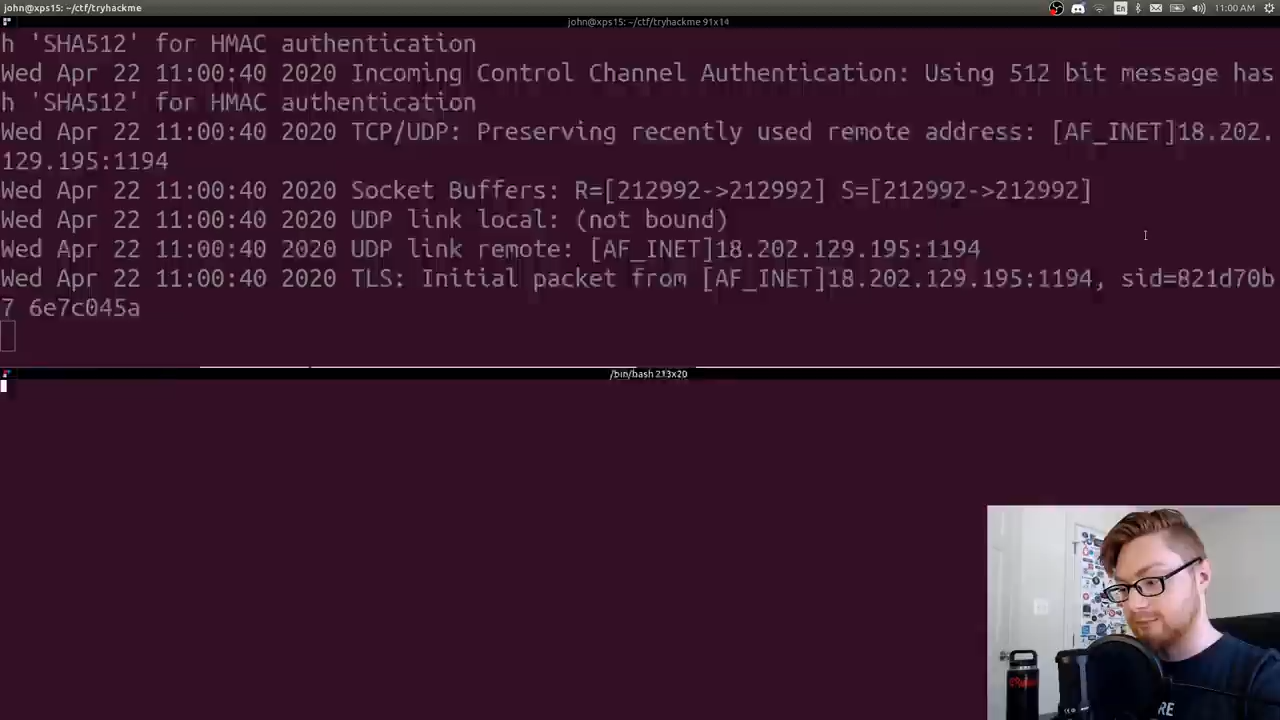 john@xps15: ~/ctf/tryhackme
En
11:00 AM
john@xps15: ~/ctf/tryhackme 91x14
h 'SHA512' for HMAC authentication
Wed Apr 22 11:00:40 2020 Incoming Control Channel Authentication: Using 512 bit message has
h 'SHA512' for HMAC authentication
Wed Apr 22 11:00:40 2020 TCP/UDP: Preserving recently used remote address: [AF_INET]18.202.
129.195:1194
Wed Apr 22 11:00:40 2020 Socket Buffers: R=[212992->212992] S=[212992->212992]
Wed Apr 22 11:00:40 2020 UDP link local: (not bound)
Wed Apr 22 11:00:40 2020 UDP link remote: [AF_INET]18.202.129.195:1194
Wed Apr 22 11:00:40 2020 TLS: Initial packet from [AF_INET]18.202.129.195:1194, sid=821d70b
7 6e7c045a
/bin/bash 213x20
RE